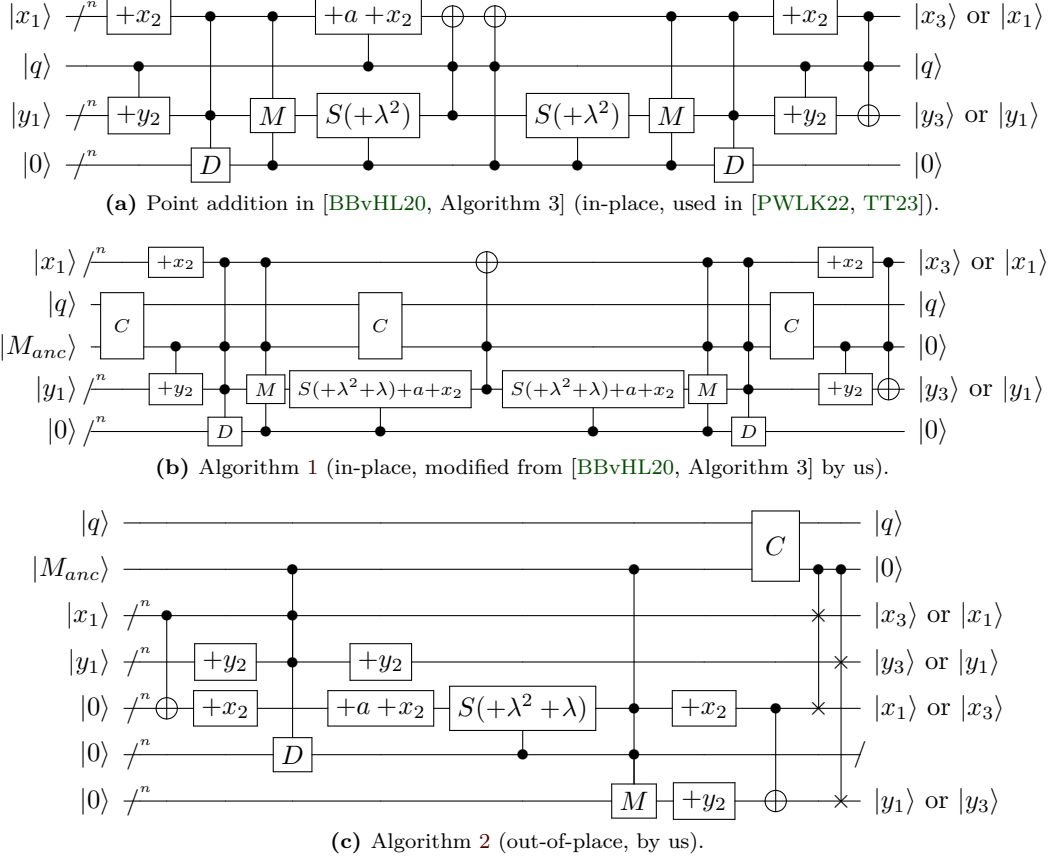 |x₁⟩ n +x₂ +a +x₂ +x₂ |x₃⟩ or |x₁⟩
|q⟩ |q⟩
|y₁⟩ n +y₂ M S(+λ²) S(+λ²) M +y₂ |y₃⟩ or |y₁⟩
|0⟩ n D D |0⟩
(a) Point addition in [BBvHL20, Algorithm 3] (in-place, used in [PWLK22, TT23]).
|x₁⟩ n +x₂ +x₂ |x₃⟩ or |x₁⟩
|q⟩ C C C |q⟩
|M_anc⟩ |0⟩
|y₁⟩ n +y₂ M S(+λ²+λ)+a+x₂ S(+λ²+λ)+a+x₂ M +y₂ |y₃⟩ or |y₁⟩
|0⟩ n D D |0⟩
(b) Algorithm 1 (in-place, modified from [BBvHL20, Algorithm 3] by us).
|q⟩ C |q⟩
|M_anc⟩ |0⟩
|x₁⟩ n |x₃⟩ or |x₁⟩
|y₁⟩ n +y₂ +y₂ |y₃⟩ or |y₁⟩
|0⟩ n +x₂ +a +x₂ S(+λ² +λ) +x₂ |x₁⟩ or |x₃⟩
|0⟩ n D
|0⟩ n M +y₂ |y₁⟩ or |y₃⟩
(c) Algorithm 2 (out-of-place, by us).